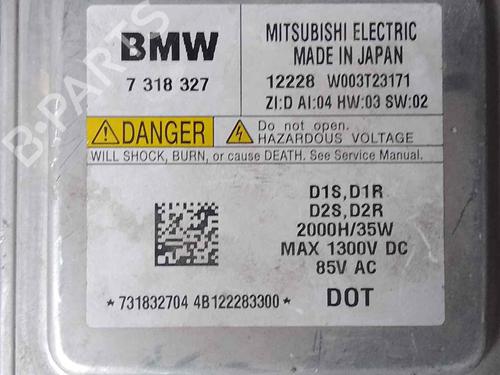 BMW
7 318 327
MITSUBISHI ELECTRIC
MADE IN JAPAN
12228 W003T23171
ZI:D AI:04 HW:03 SW:02
DANGER
Do not open.
HAZARDOUS VOLTAGE
WILL SHOCK, BURN, or cause DEATH. See Service Manual.
D1S,D1R
D2S,D2R
2000H/35W
MAX 1300V DC
85V AC
*731832704 4B122283300*
DOT
B-PARTS